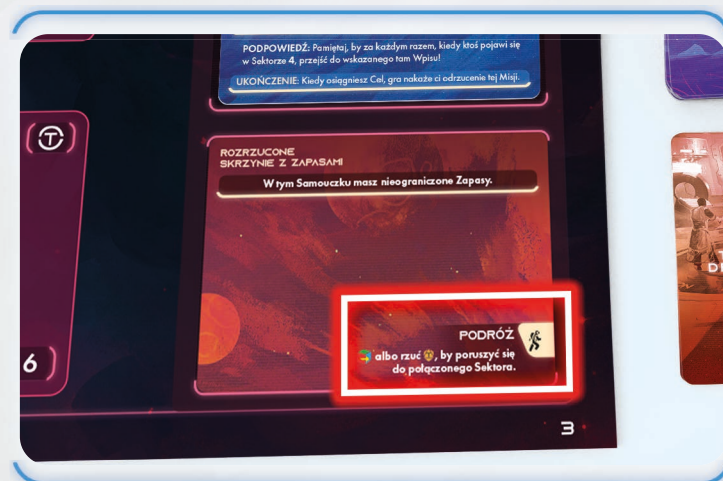 PODPOWIEDŹ: Pamiętaj, by za każdym razem, kiedy ktoś pojawi się
w Sektorze 4, przejść do wskazanego tam Wpisu!
UKOŃCZENIE: Kiedy osiągniesz Cel, gra nakaże ci odrzucenie tej Misji.
T
ROZRZUCONE
SKRZYNIE Z ZAPASAMI
W tym Samouczku masz nieograniczone Zapasy.
PODRÓŻ
albo rzuć , by poruszyć się
do połączonego Sektora.
6
3